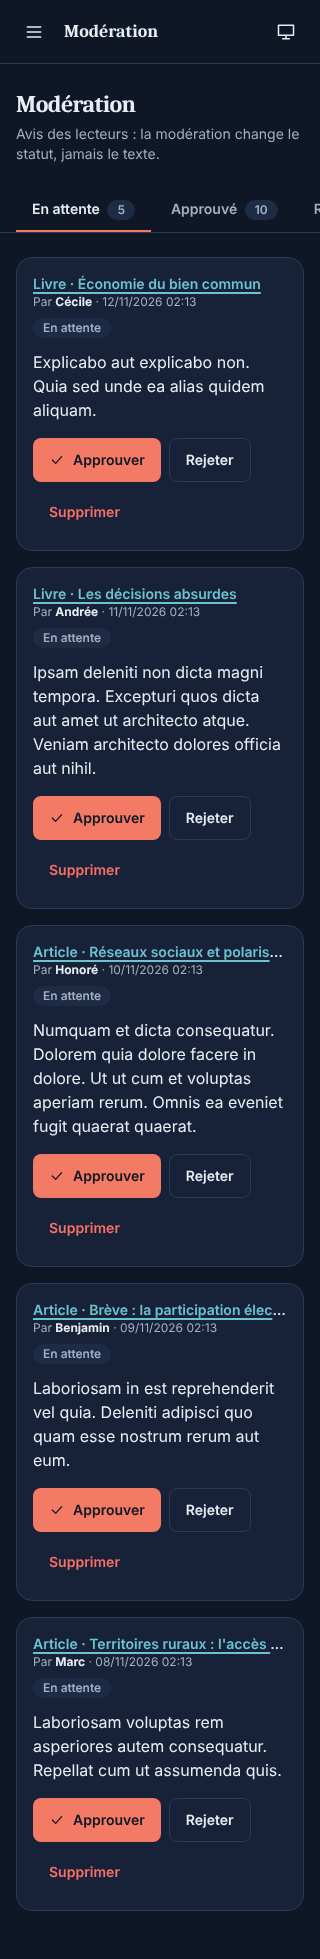 Modération
Modération
Avis des lecteurs : la modération change le
statut, jamais le texte.
En attente 5 Approuvé 10 R
Livre · Économie du bien commun
Par Cécile · 12/11/2026 02:13
En attente
Explicabo aut explicabo non.
Quia sed unde ea alias quidem
aliquam.
Approuver Rejeter
Supprimer
Livre · Les décisions absurdes
Par Andrée · 11/11/2026 02:13
En attente
Ipsam deleniti non dicta magni
tempora. Excepturi quos dicta
aut amet ut architecto atque.
Veniam architecto dolores officia
aut nihil.
Approuver Rejeter
Supprimer
Article · Réseaux sociaux et polaris...
Par Honoré · 10/11/2026 02:13
En attente
Numquam et dicta consequatur.
Dolorem quia dolore facere in
dolore. Ut ut cum et voluptas
aperiam rerum. Omnis ea eveniet
fugit quaerat quaerat.
Approuver Rejeter
Supprimer
Article · Brève : la participation élec...
Par Benjamin · 09/11/2026 02:13
En attente
Laboriosam in est reprehenderit
vel quia. Deleniti adipisci quo
quam esse nostrum rerum aut
eum.
Approuver Rejeter
Supprimer
Article · Territoires ruraux : l'accès ...
Par Marc · 08/11/2026 02:13
En attente
Laboriosam voluptas rem
asperiores autem consequatur.
Repellat cum ut assumenda quis.
Approuver Rejeter
Supprimer